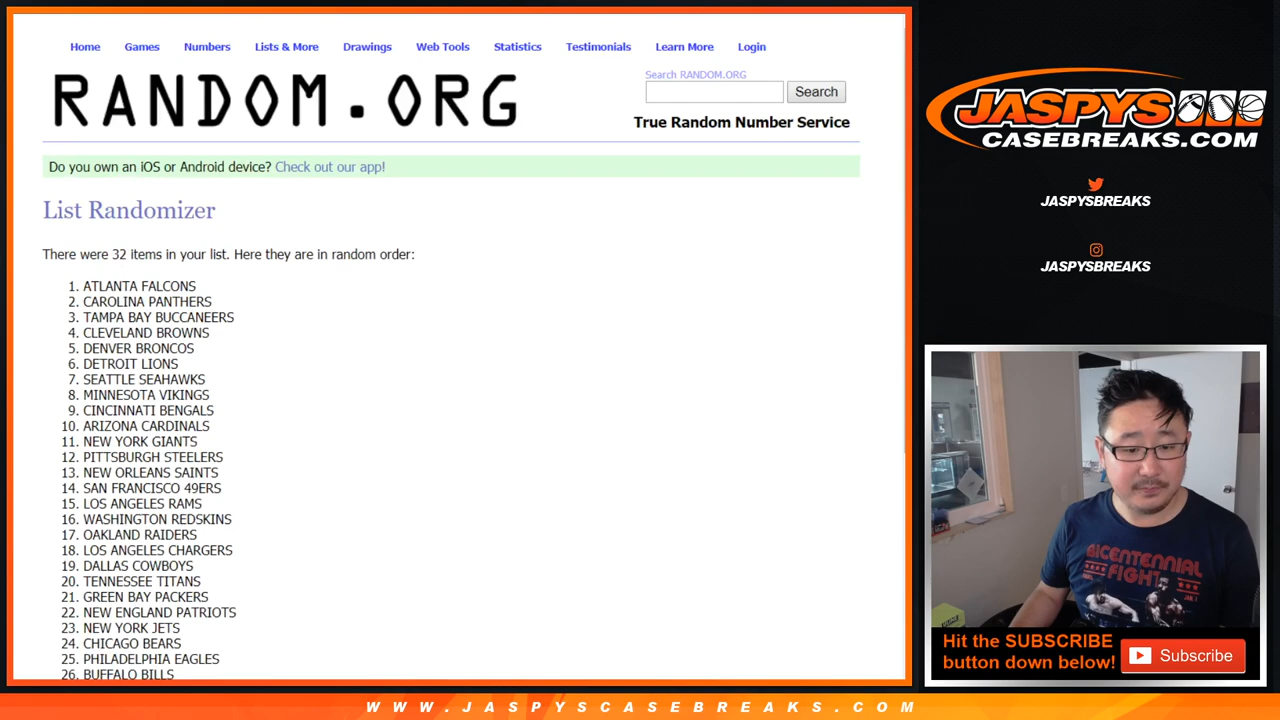 Home Games Numbers Lists & More Drawings Web Tools Statistics Testimonials Learn More Login
RANDOM.ORG
Search RANDOM.ORG
Search
True Random Number Service
Do you own an iOS or Android device? Check out our app!
List Randomizer
There were 32 items in your list. Here they are in random order:
1. ATLANTA FALCONS
2. CAROLINA PANTHERS
3. TAMPA BAY BUCCANEERS
4. CLEVELAND BROWNS
5. DENVER BRONCOS
6. DETROIT LIONS
7. SEATTLE SEAHAWKS
8. MINNESOTA VIKINGS
9. CINCINNATI BENGALS
10. ARIZONA CARDINALS
11. NEW YORK GIANTS
12. PITTSBURGH STEELERS
13. NEW ORLEANS SAINTS
14. SAN FRANCISCO 49ERS
15. LOS ANGELES RAMS
16. WASHINGTON REDSKINS
17. OAKLAND RAIDERS
18. LOS ANGELES CHARGERS
19. DALLAS COWBOYS
20. TENNESSEE TITANS
21. GREEN BAY PACKERS
22. NEW ENGLAND PATRIOTS
23. NEW YORK JETS
24. CHICAGO BEARS
25. PHILADELPHIA EAGLES
26. BUFFALO BILLS
JASPYS
CASEBREAKS.COM
JASPYSBREAKS
JASPYSBREAKS
BICENTENNIAL
FIGHT
Hit the SUBSCRIBE
button down below!
Subscribe
WWW.JASPYSCASEBREAKS.COM